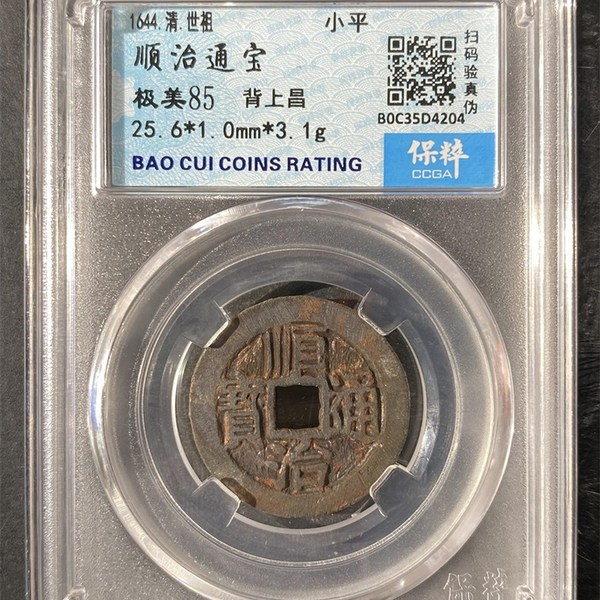 1644.清.世祖 小平
顺治通宝
极美85 背上昌
25.6*1.0mm*3.1g
BAO CUI COINS RATING
扫码验真伪
B0C35D4204
保粹
CCGA
順治通寶
保粹